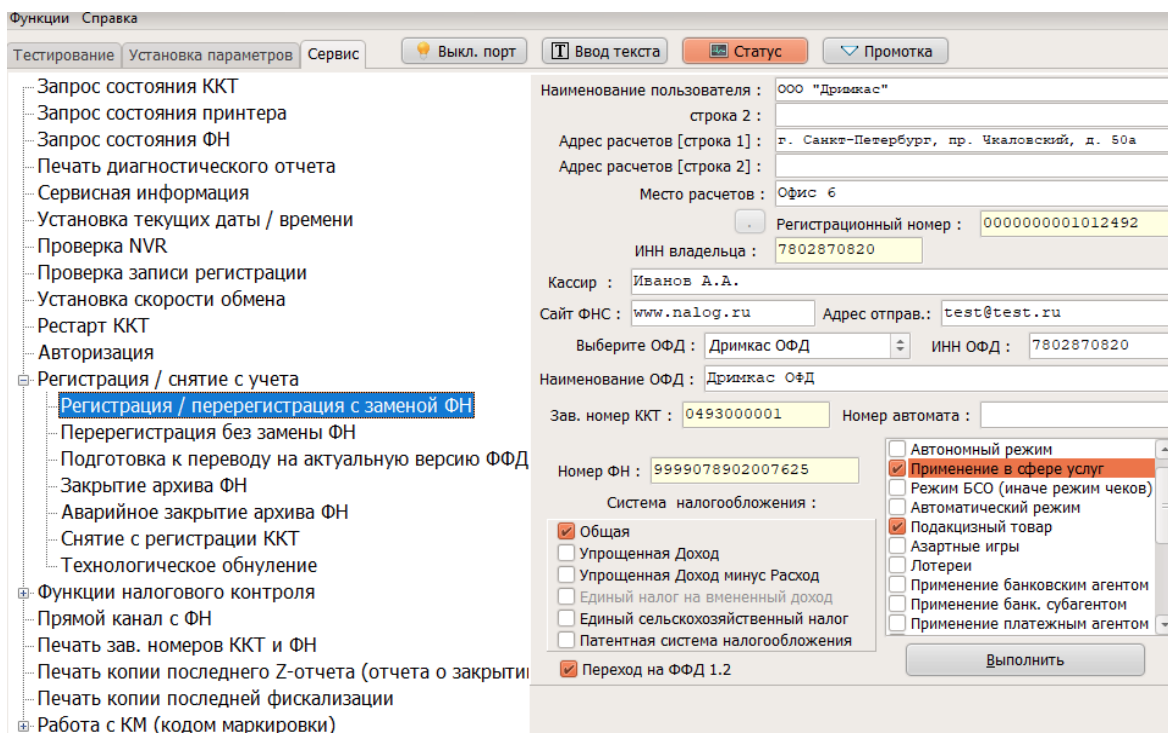 Функции Справка
Тестирование Установка параметров Сервис Выкл. порт Ввод текста Статус Промотка
Запрос состояния ККТ
Запрос состояния принтера
Запрос состояния ФН
Печать диагностического отчета
Сервисная информация
Установка текущих даты / времени
Проверка NVR
Проверка записи регистрации
Установка скорости обмена
Рестарт ККТ
Авторизация
Регистрация / снятие с учета
Регистрация / перерегистрация с заменой ФН
Перерегистрация без замены ФН
Подготовка к переводу на актуальную версию ФФД
Закрытие архива ФН
Аварийное закрытие архива ФН
Снятие с регистрации ККТ
Технологическое обнуление
Функции налогового контроля
Прямой канал с ФН
Печать зав. номеров ККТ и ФН
Печать копии последнего Z-отчета (отчета о закрыти
Печать копии последней фискализации
Работа с КМ (кодом маркировки)
Наименование пользователя : ООО "Дримкас"
строка 2 :
Адрес расчетов [строка 1] : г. Санкт-Петербург, пр. Чкаловский, д. 50а
Адрес расчетов [строка 2] :
Место расчетов : Офис 6
. Регистрационный номер : 0000000001012492
ИНН владельца : 7802870820
Кассир : Иванов А.А.
Сайт ФНС : www.nalog.ru Адрес отправ.: test@test.ru
Выберите ОФД : Дримкас ОФД ИНН ОФД : 7802870820
Наименование ОФД : Дримкас ОФД
Зав. номер ККТ : 0493000001 Номер автомата :
Номер ФН : 9999078902007625
Система налогообложения :
Общая
Упрощенная Доход
Упрощенная Доход минус Расход
Единый налог на вмененный доход
Единый сельскохозяйственный налог
Патентная система налогообложения
Переход на ФФД 1.2
Автономный режим
Применение в сфере услуг
Режим БСО (иначе режим чеков)
Автоматический режим
Подакцизный товар
Азартные игры
Лотереи
Применение банковским агентом
Применение банк. субагентом
Применение платежным агентом
Выполнить